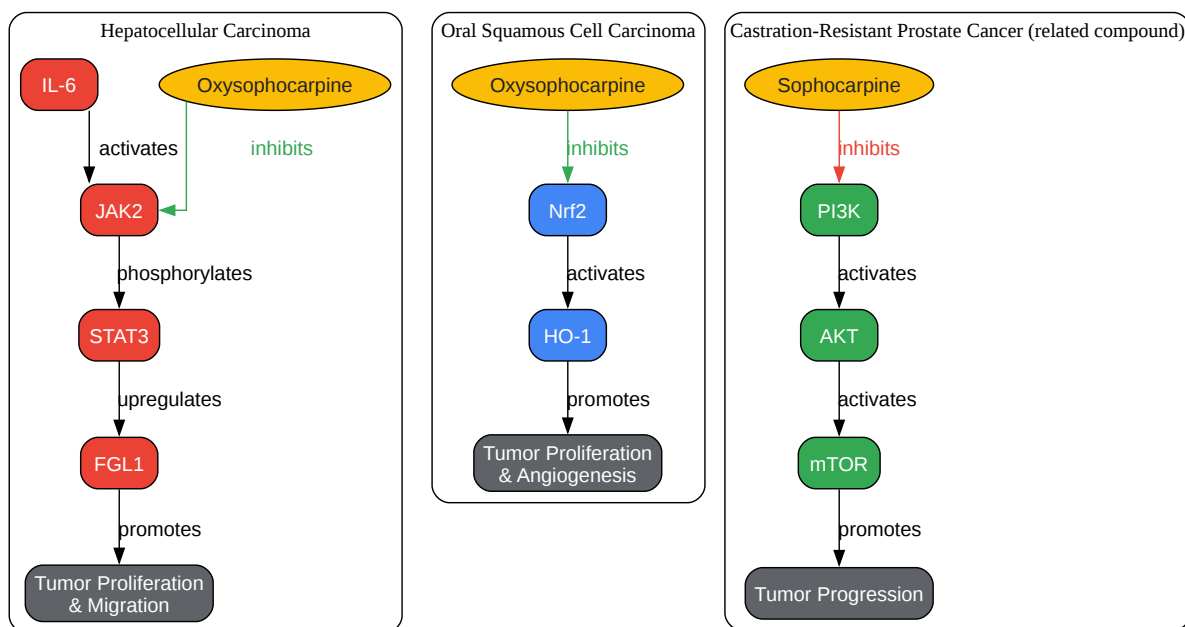 Hepatocellular Carcinoma
IL-6
Oxysophocarpine
activates
inhibits
JAK2
phosphorylates
STAT3
upregulates
FGL1
promotes
Tumor Proliferation
& Migration
Oral Squamous Cell Carcinoma
Oxysophocarpine
inhibits
Nrf2
activates
HO-1
promotes
Tumor Proliferation
& Angiogenesis
Castration-Resistant Prostate Cancer (related compound)
Sophocarpine
inhibits
PI3K
activates
AKT
activates
mTOR
promotes
Tumor Progression